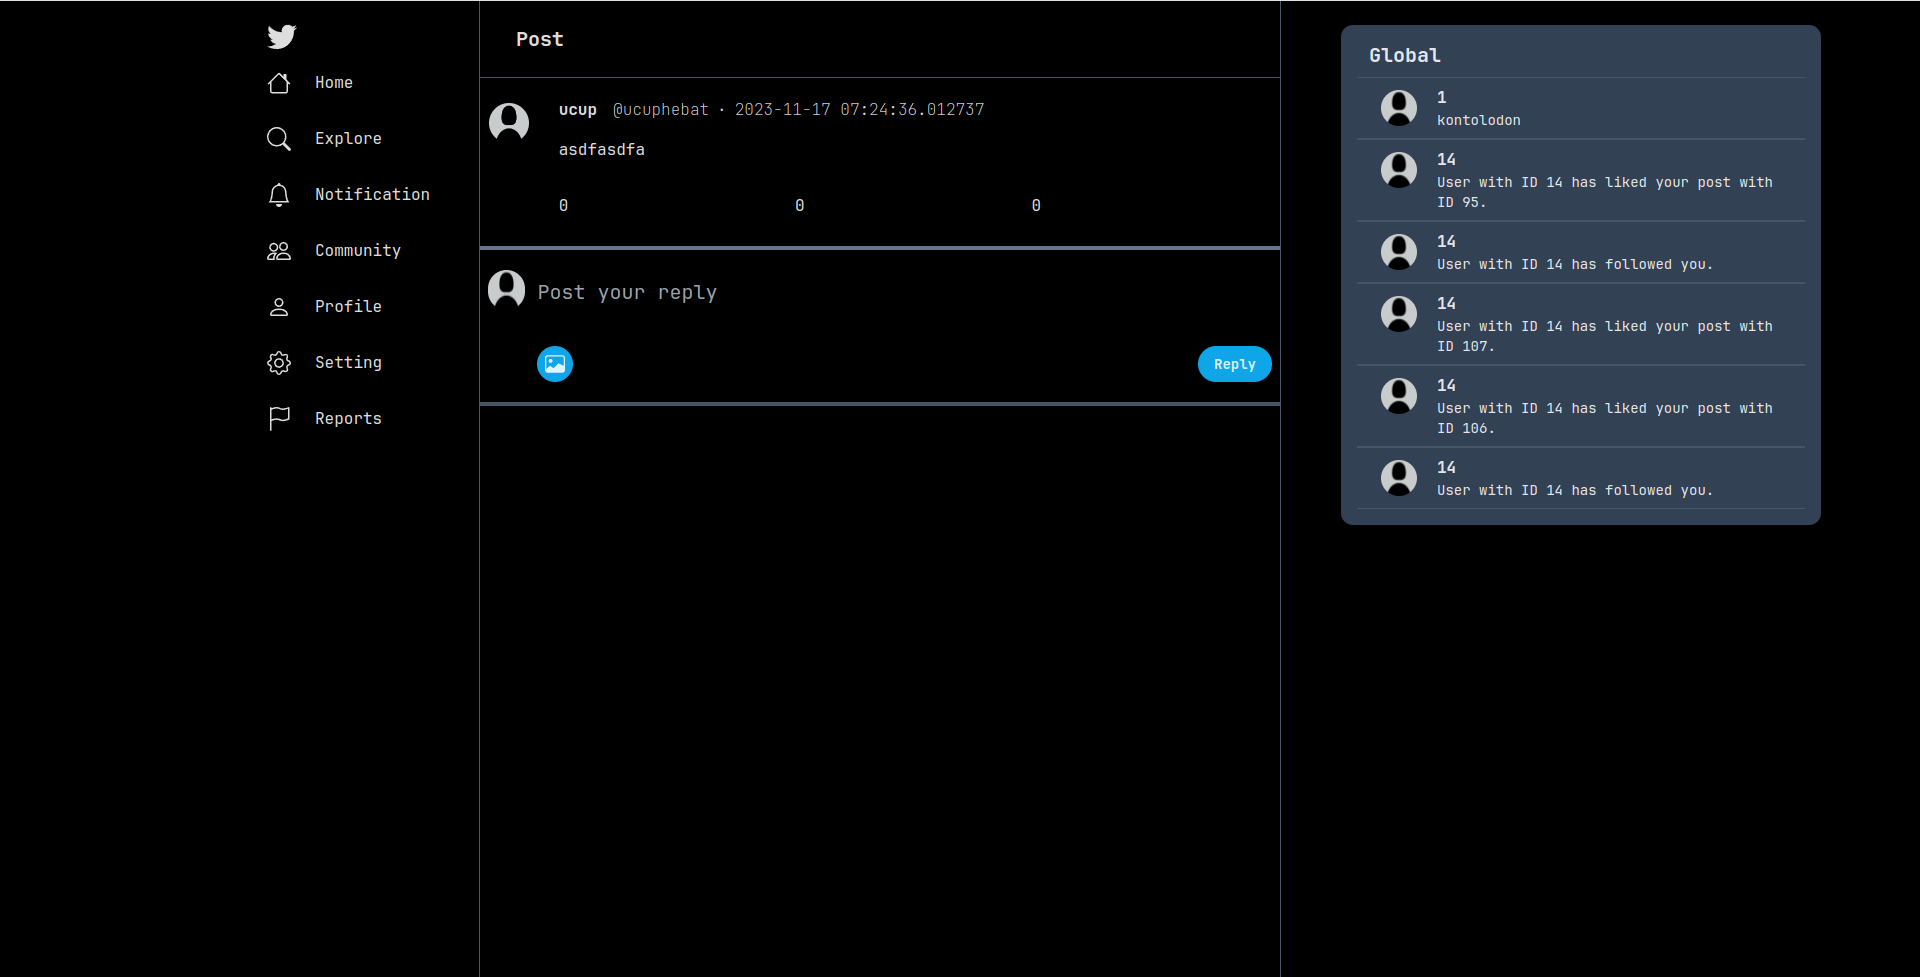 Home
Explore
Notification
Community
Profile
Setting
Reports
Post
ucup @ucuphebat · 2023-11-17 07:24:36.012737
asdfasdfa
0 0 0
Post your reply
Reply
Global
1
kontolodon
14
User with ID 14 has liked your post with
ID 95.
14
User with ID 14 has followed you.
14
User with ID 14 has liked your post with
ID 107.
14
User with ID 14 has liked your post with
ID 106.
14
User with ID 14 has followed you.